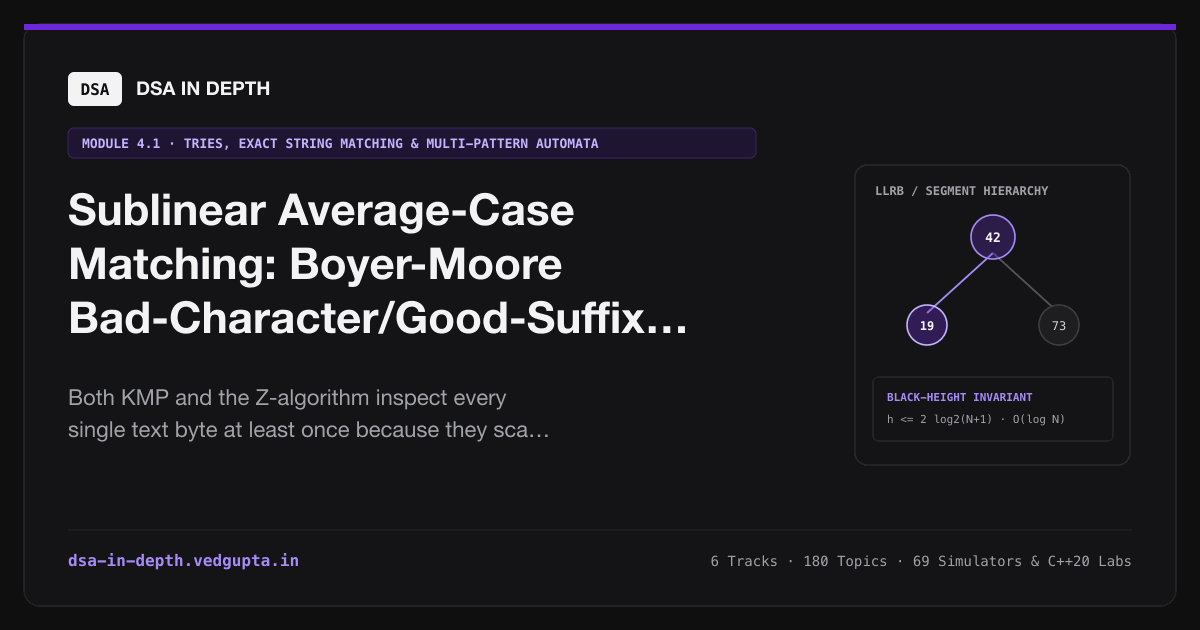 DSA
DSA IN DEPTH
MODULE 4.1 · TRIES, EXACT STRING MATCHING & MULTI-PATTERN AUTOMATA
Sublinear Average-Case
Matching: Boyer-Moore
Bad-Character/Good-Suffix...
Both KMP and the Z-algorithm inspect every
single text byte at least once because they sca...
LLRB / SEGMENT HIERARCHY
42
19
73
BLACK-HEIGHT INVARIANT
h <= 2 log2(N+1) · O(log N)
dsa-in-depth.vedgupta.in
6 Tracks · 180 Topics · 69 Simulators & C++20 Labs